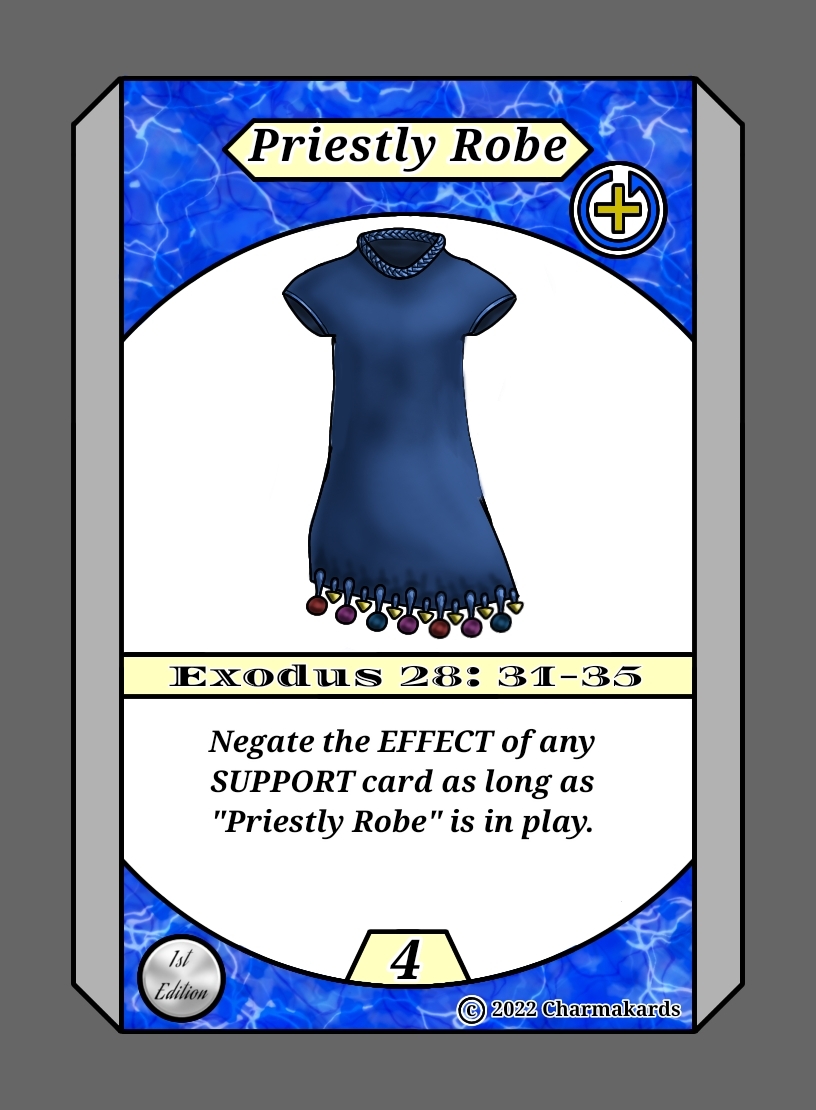 Priestly Robe
Exodus 28: 31-35
Negate the EFFECT of any
SUPPORT card as long as
"Priestly Robe" is in play.
4
1st
Edition
© 2022 Charmakards